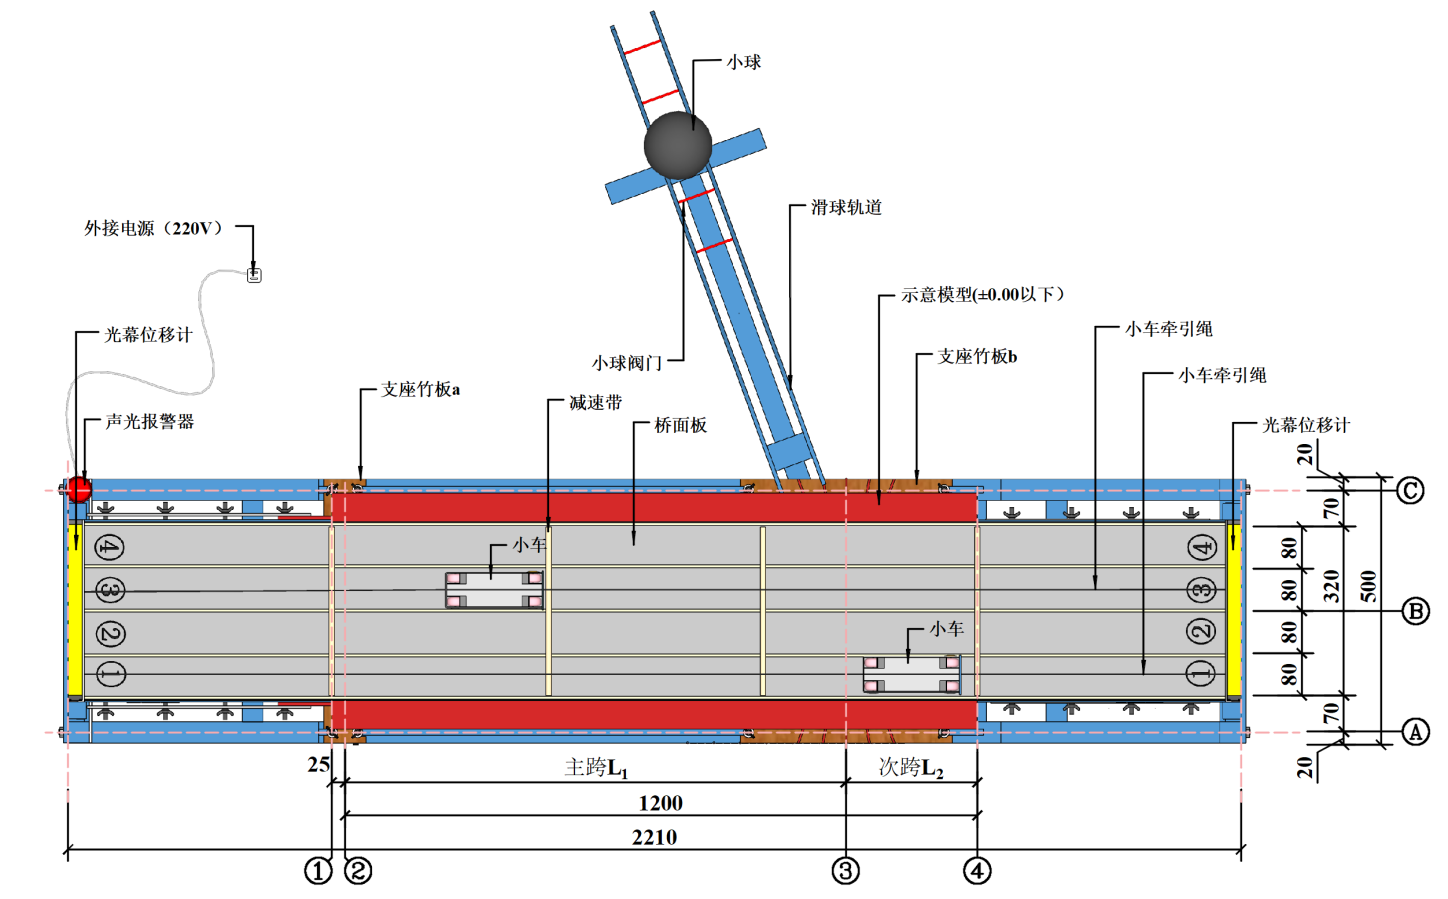 小球
滑球轨道
外接电源（220V）
示意模型(±0.00以下）
光幕位移计
小车牵引绳
小球阀门
支座竹板b
支座竹板a
小车牵引绳
减速带
声光报警器
桥面板
光幕位移计
20
C
70
④
小车
④
80
③
③
80
320
500
B
②
②
80
小车
①
①
80
70
A
20
25
主跨L₁
次跨L₂
1200
2210
① ② ③ ④